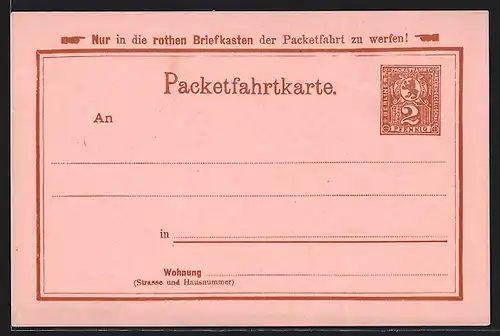 Nur in die rothen Briefkasten der Packetfahrt zu werfen!
Packetfahrtkarte.
BERLINER
PACKETFAHRT
2
PFENNIG
An
in
Wohnung
(Strasse und Hausnummer)